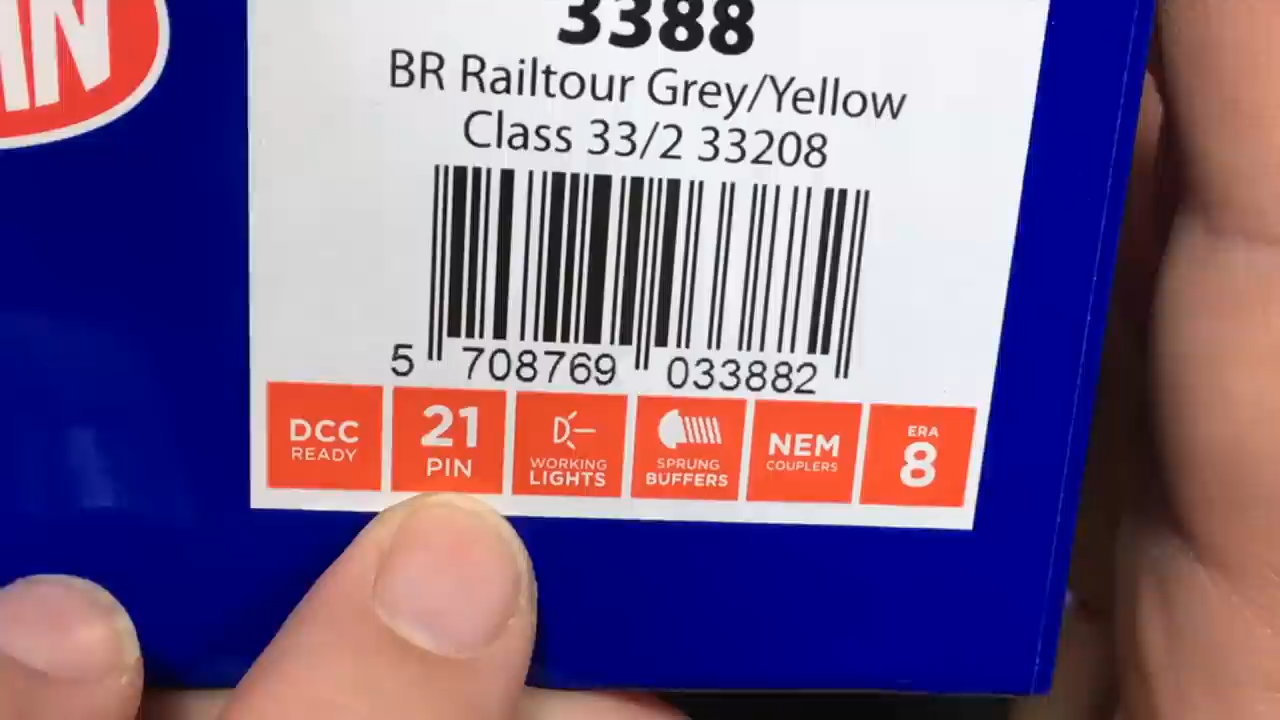 3388
BR Railtour Grey/Yellow
Class 33/2 33208
5 708769 033882
DCC
READY
21
PIN
WORKING
LIGHTS
SPRUNG
BUFFERS
NEM
COUPLERS
ERA
8